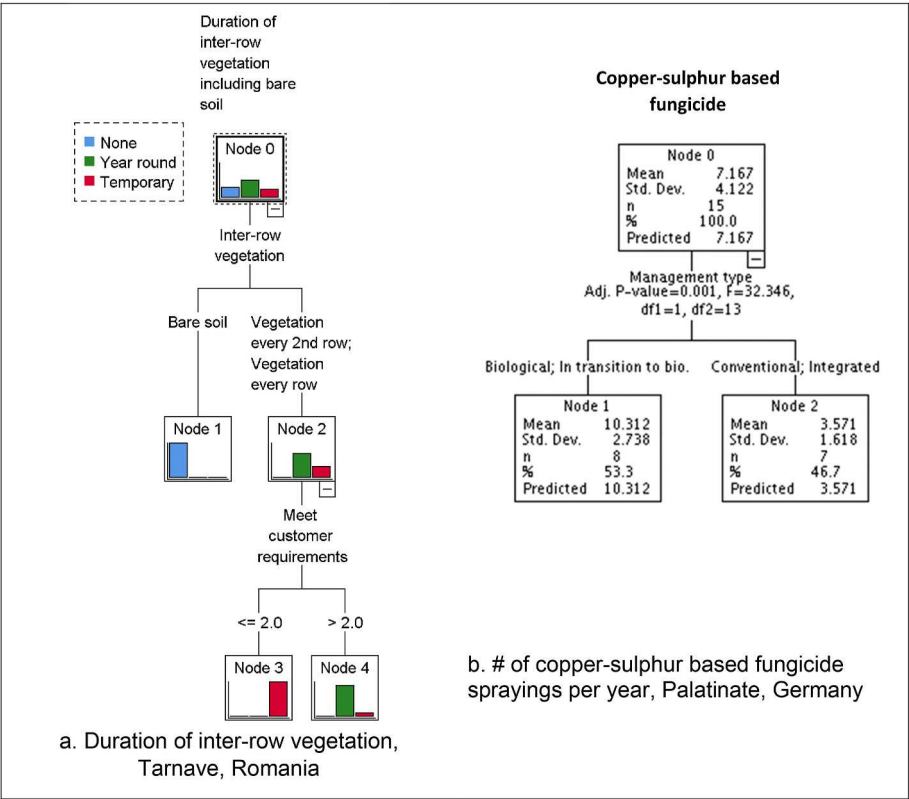 Duration of
inter-row
vegetation
including bare
soil
None
Year round
Temporary
Node 0
Inter-row
vegetation
Bare soil
Vegetation
every 2nd row;
Vegetation
every row
Node 1
Node 2
Meet
customer
requirements
<= 2.0
> 2.0
Node 3
Node 4
a. Duration of inter-row vegetation,
Tarnave, Romania
Copper-sulphur based
fungicide
Node 0
Mean 7.167
Std. Dev. 4.122
n 15
% 100.0
Predicted 7.167
Management type
Adj. P-value=0.001, F=32.346,
df1=1, df2=13
Biological; In transition to bio.
Conventional; Integrated
Node 1
Mean 10.312
Std. Dev. 2.738
n 8
% 53.3
Predicted 10.312
Node 2
Mean 3.571
Std. Dev. 1.618
n 7
% 46.7
Predicted 3.571
b. # of copper-sulphur based fungicide
sprayings per year, Palatinate, Germany